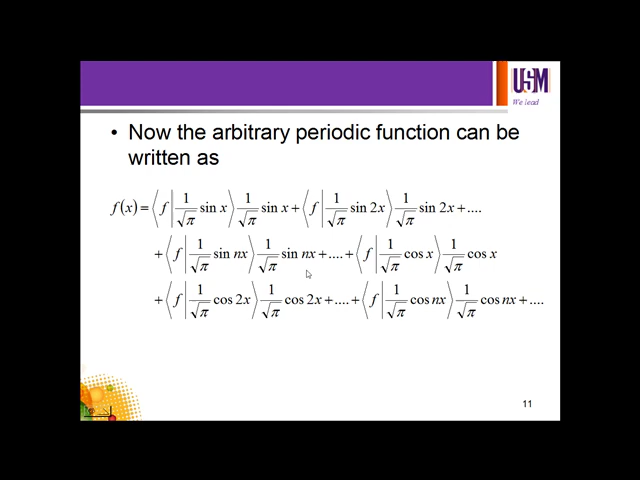 USM
We lead
• Now the arbitrary periodic function can be
written as
f(x) = ⟨f | 1/√π sin x⟩ 1/√π sin x + ⟨f | 1/√π sin 2x⟩ 1/√π sin 2x + ....
+ ⟨f | 1/√π sin nx⟩ 1/√π sin nx + .... + ⟨f | 1/√π cos x⟩ 1/√π cos x
+ ⟨f | 1/√π cos 2x⟩ 1/√π cos 2x + .... + ⟨f | 1/√π cos nx⟩ 1/√π cos nx + ....
11